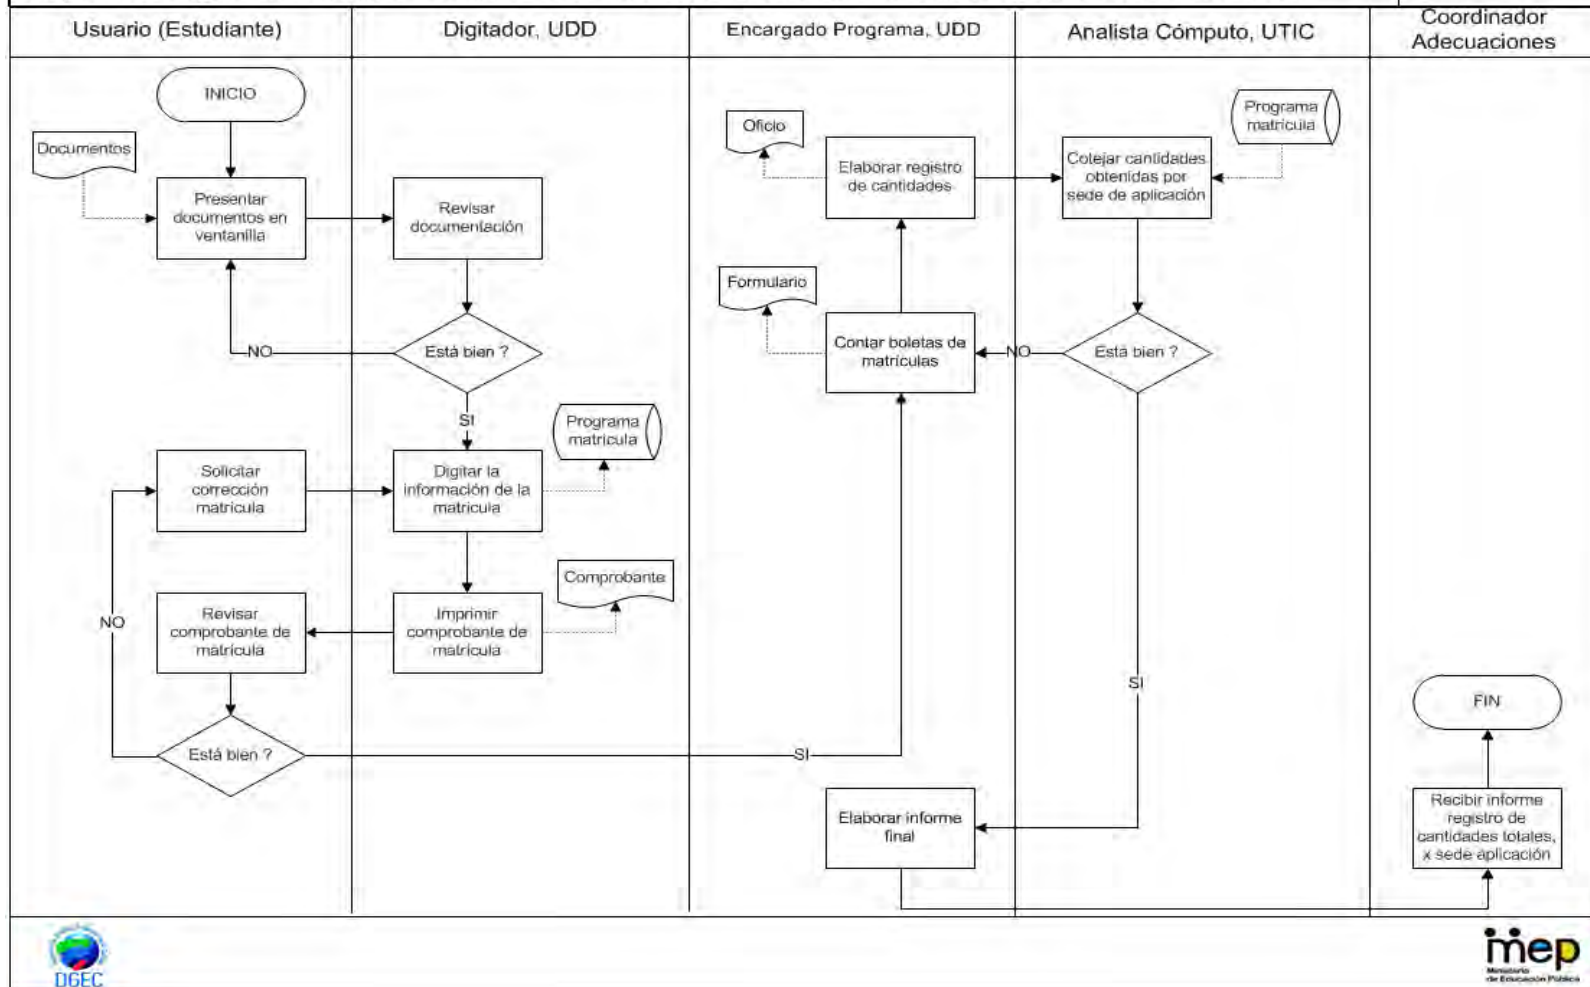 Usuario (Estudiante)
Digitador, UDD
Encargado Programa, UDD
Analista Cómputo, UTIC
Coordinador
Adecuaciones
INICIO
Documentos
Presentar
documentos en
ventanilla
Revisar
documentación
Está bien ?
NO
SI
Solicitar
corrección
matrícula
Digitar la
información de la
matrícula
Programa
matrícula
Revisar
comprobante de
matrícula
Imprimir
comprobante de
matrícula
Comprobante
NO
Está bien ?
SI
Oficio
Elaborar registro
de cantidades
Formulario
Contar boletas de
matrículas
Cotejar cantidades
obtenidas por
sede de aplicación
Programa
matrícula
Está bien ?
NO
SI
Elaborar informe
final
Recibir informe
registro de
cantidades totales,
x sede aplicación
FIN
DGEC
mep
Ministerio
de Educación Pública